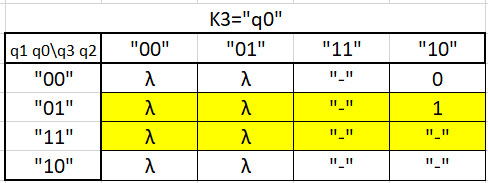 K3="q0"
q1 q0\q3 q2 "00" "01" "11" "10"
"00" λ λ "-" 0
"01" λ λ "-" 1
"11" λ λ "-" "-"
"10" λ λ "-" "-"